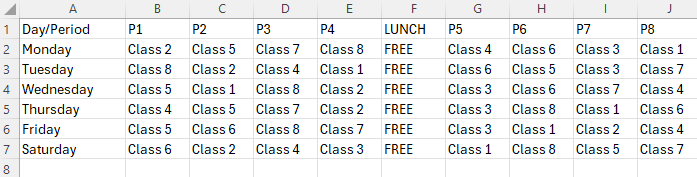 A B C D E F G H I J
1 Day/Period P1 P2 P3 P4 LUNCH P5 P6 P7 P8
2 Monday Class 2 Class 5 Class 7 Class 8 FREE Class 4 Class 6 Class 3 Class 1
3 Tuesday Class 8 Class 2 Class 4 Class 1 FREE Class 6 Class 5 Class 3 Class 7
4 Wednesday Class 5 Class 1 Class 8 Class 2 FREE Class 3 Class 6 Class 7 Class 4
5 Thursday Class 4 Class 5 Class 7 Class 2 FREE Class 3 Class 8 Class 1 Class 6
6 Friday Class 5 Class 6 Class 8 Class 7 FREE Class 3 Class 1 Class 2 Class 4
7 Saturday Class 6 Class 2 Class 4 Class 3 FREE Class 1 Class 8 Class 5 Class 7
8